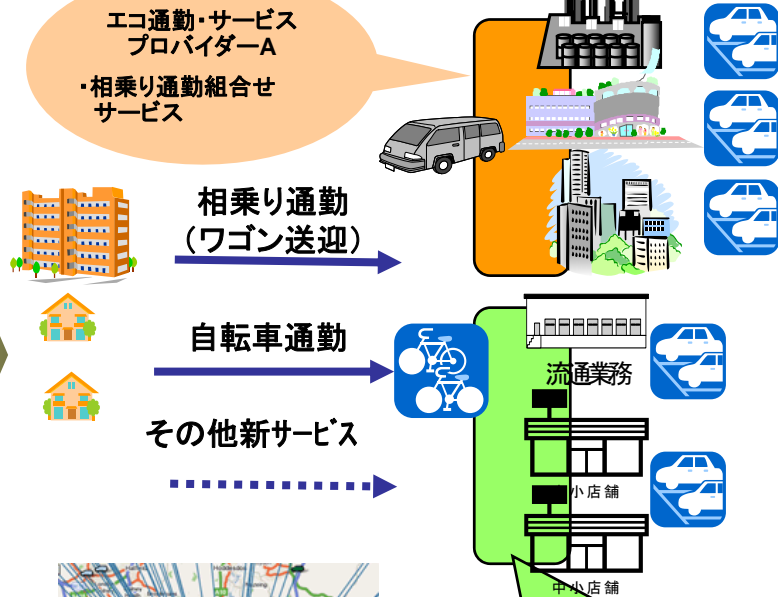 エコ通勤・サービス
プロバイダーA
・相乗り通勤組合せ
サービス
相乗り通勤
（ワゴン送迎）
自転車通勤
その他新サービス
流通業務
小店舗
中小店舗